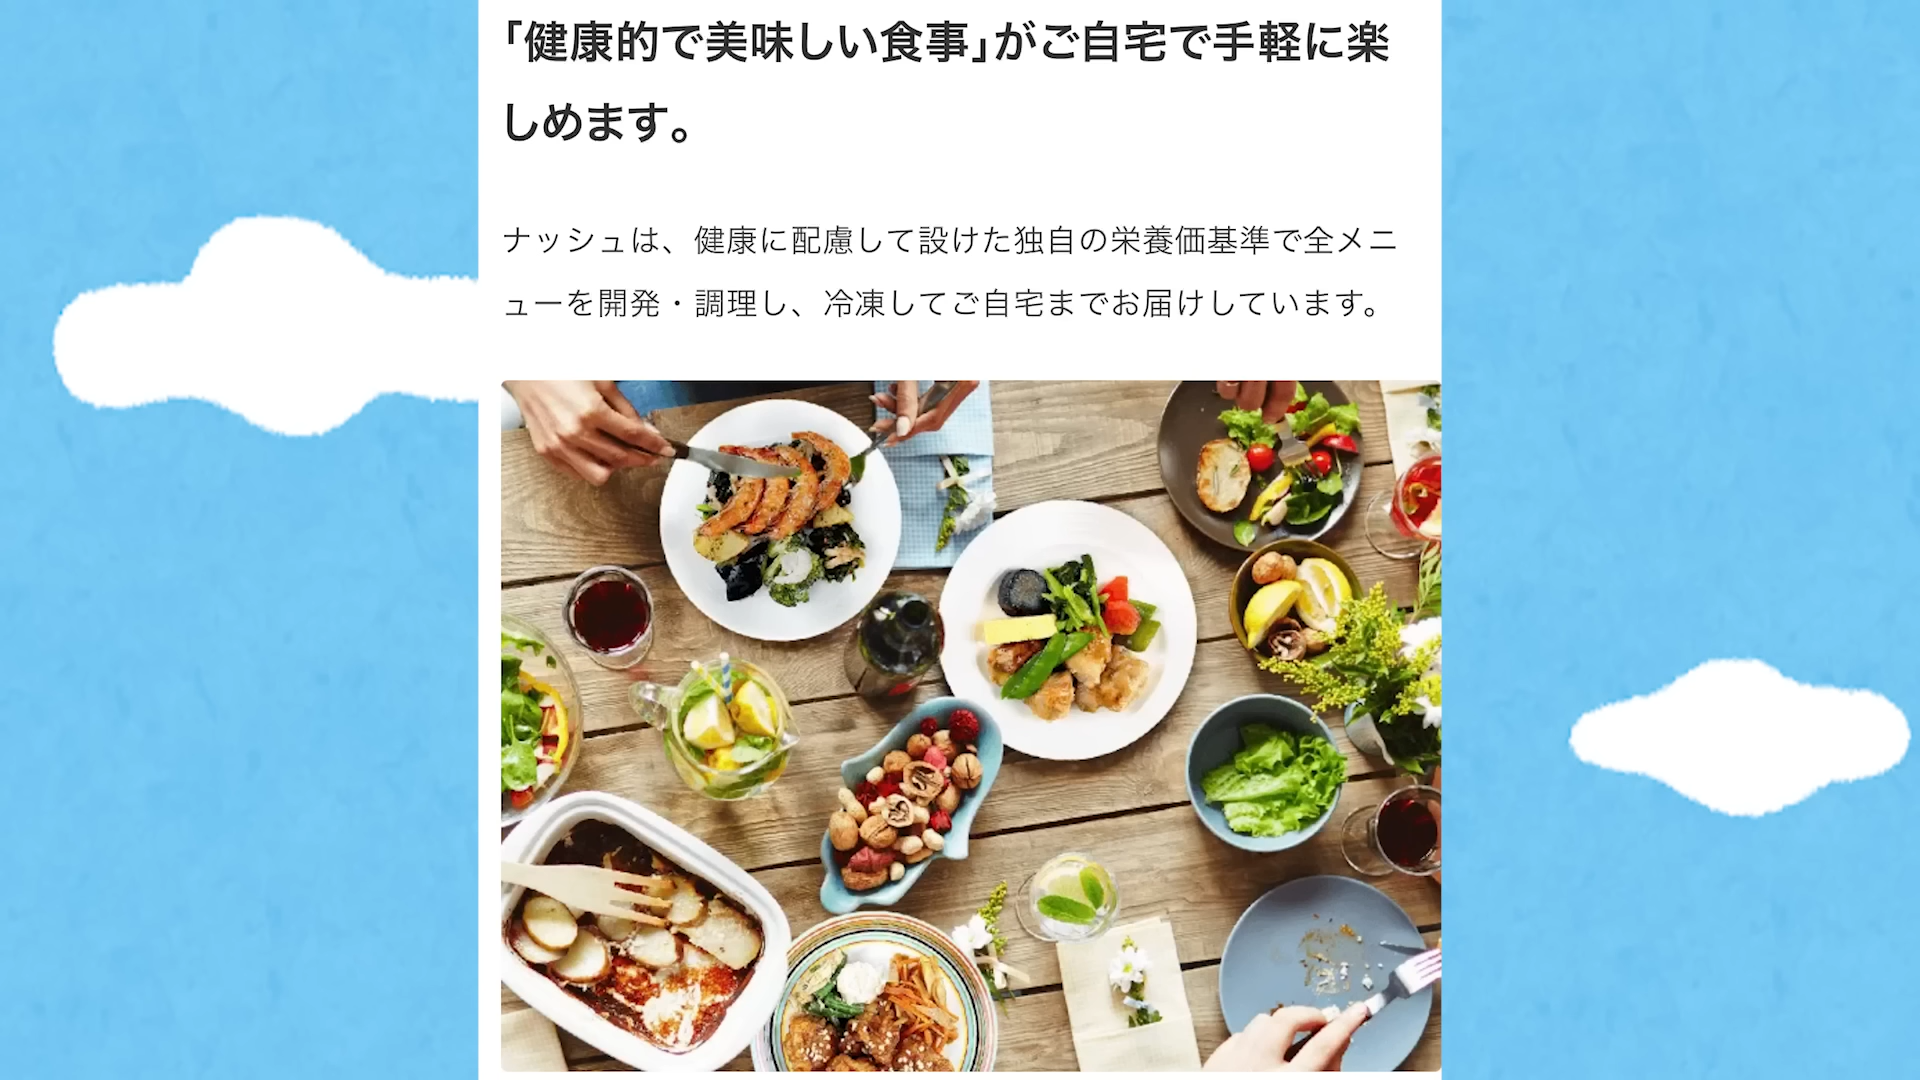 「健康的で美味しい食事」がご自宅で手軽に楽
しめます。
ナッシュは、健康に配慮して設けた独自の栄養価基準で全メニ
ューを開発・調理し、冷凍してご自宅までお届けしています。